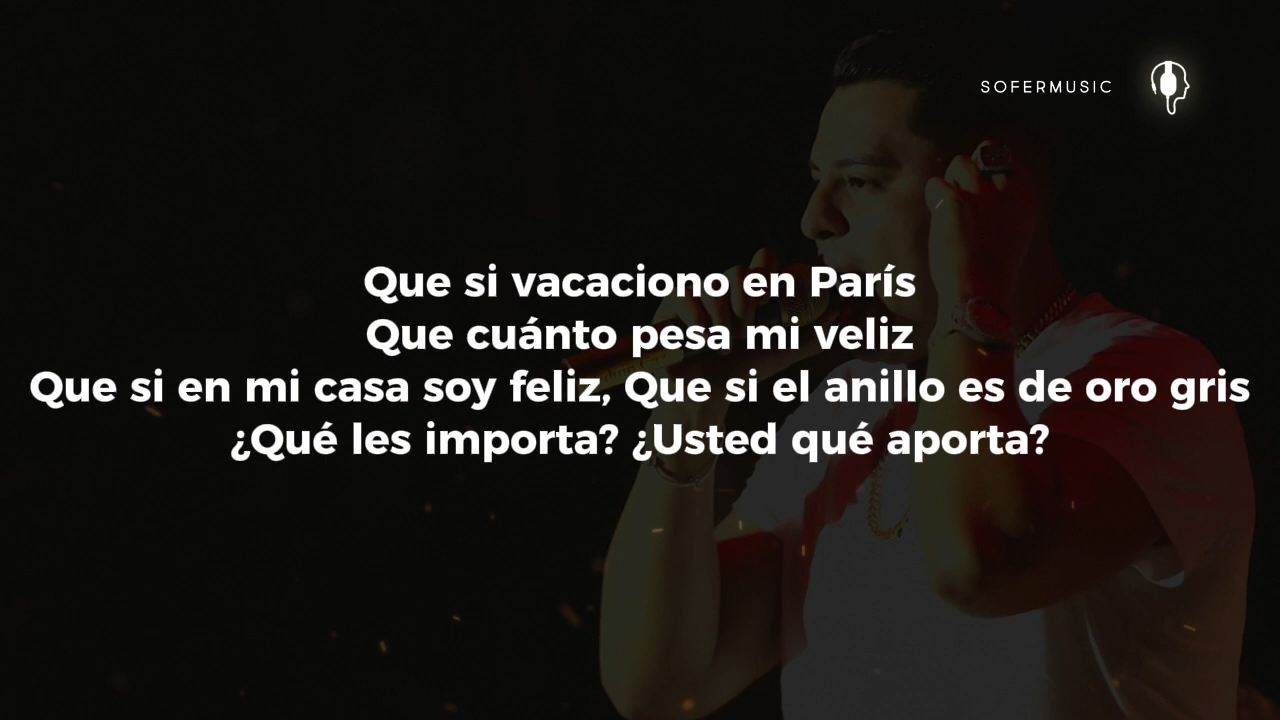 SOFERMUSIC
Que si vacaciono en París
Que cuánto pesa mi veliz
Que si en mi casa soy feliz, Que si el anillo es de oro gris
¿Qué les importa? ¿Usted qué aporta?